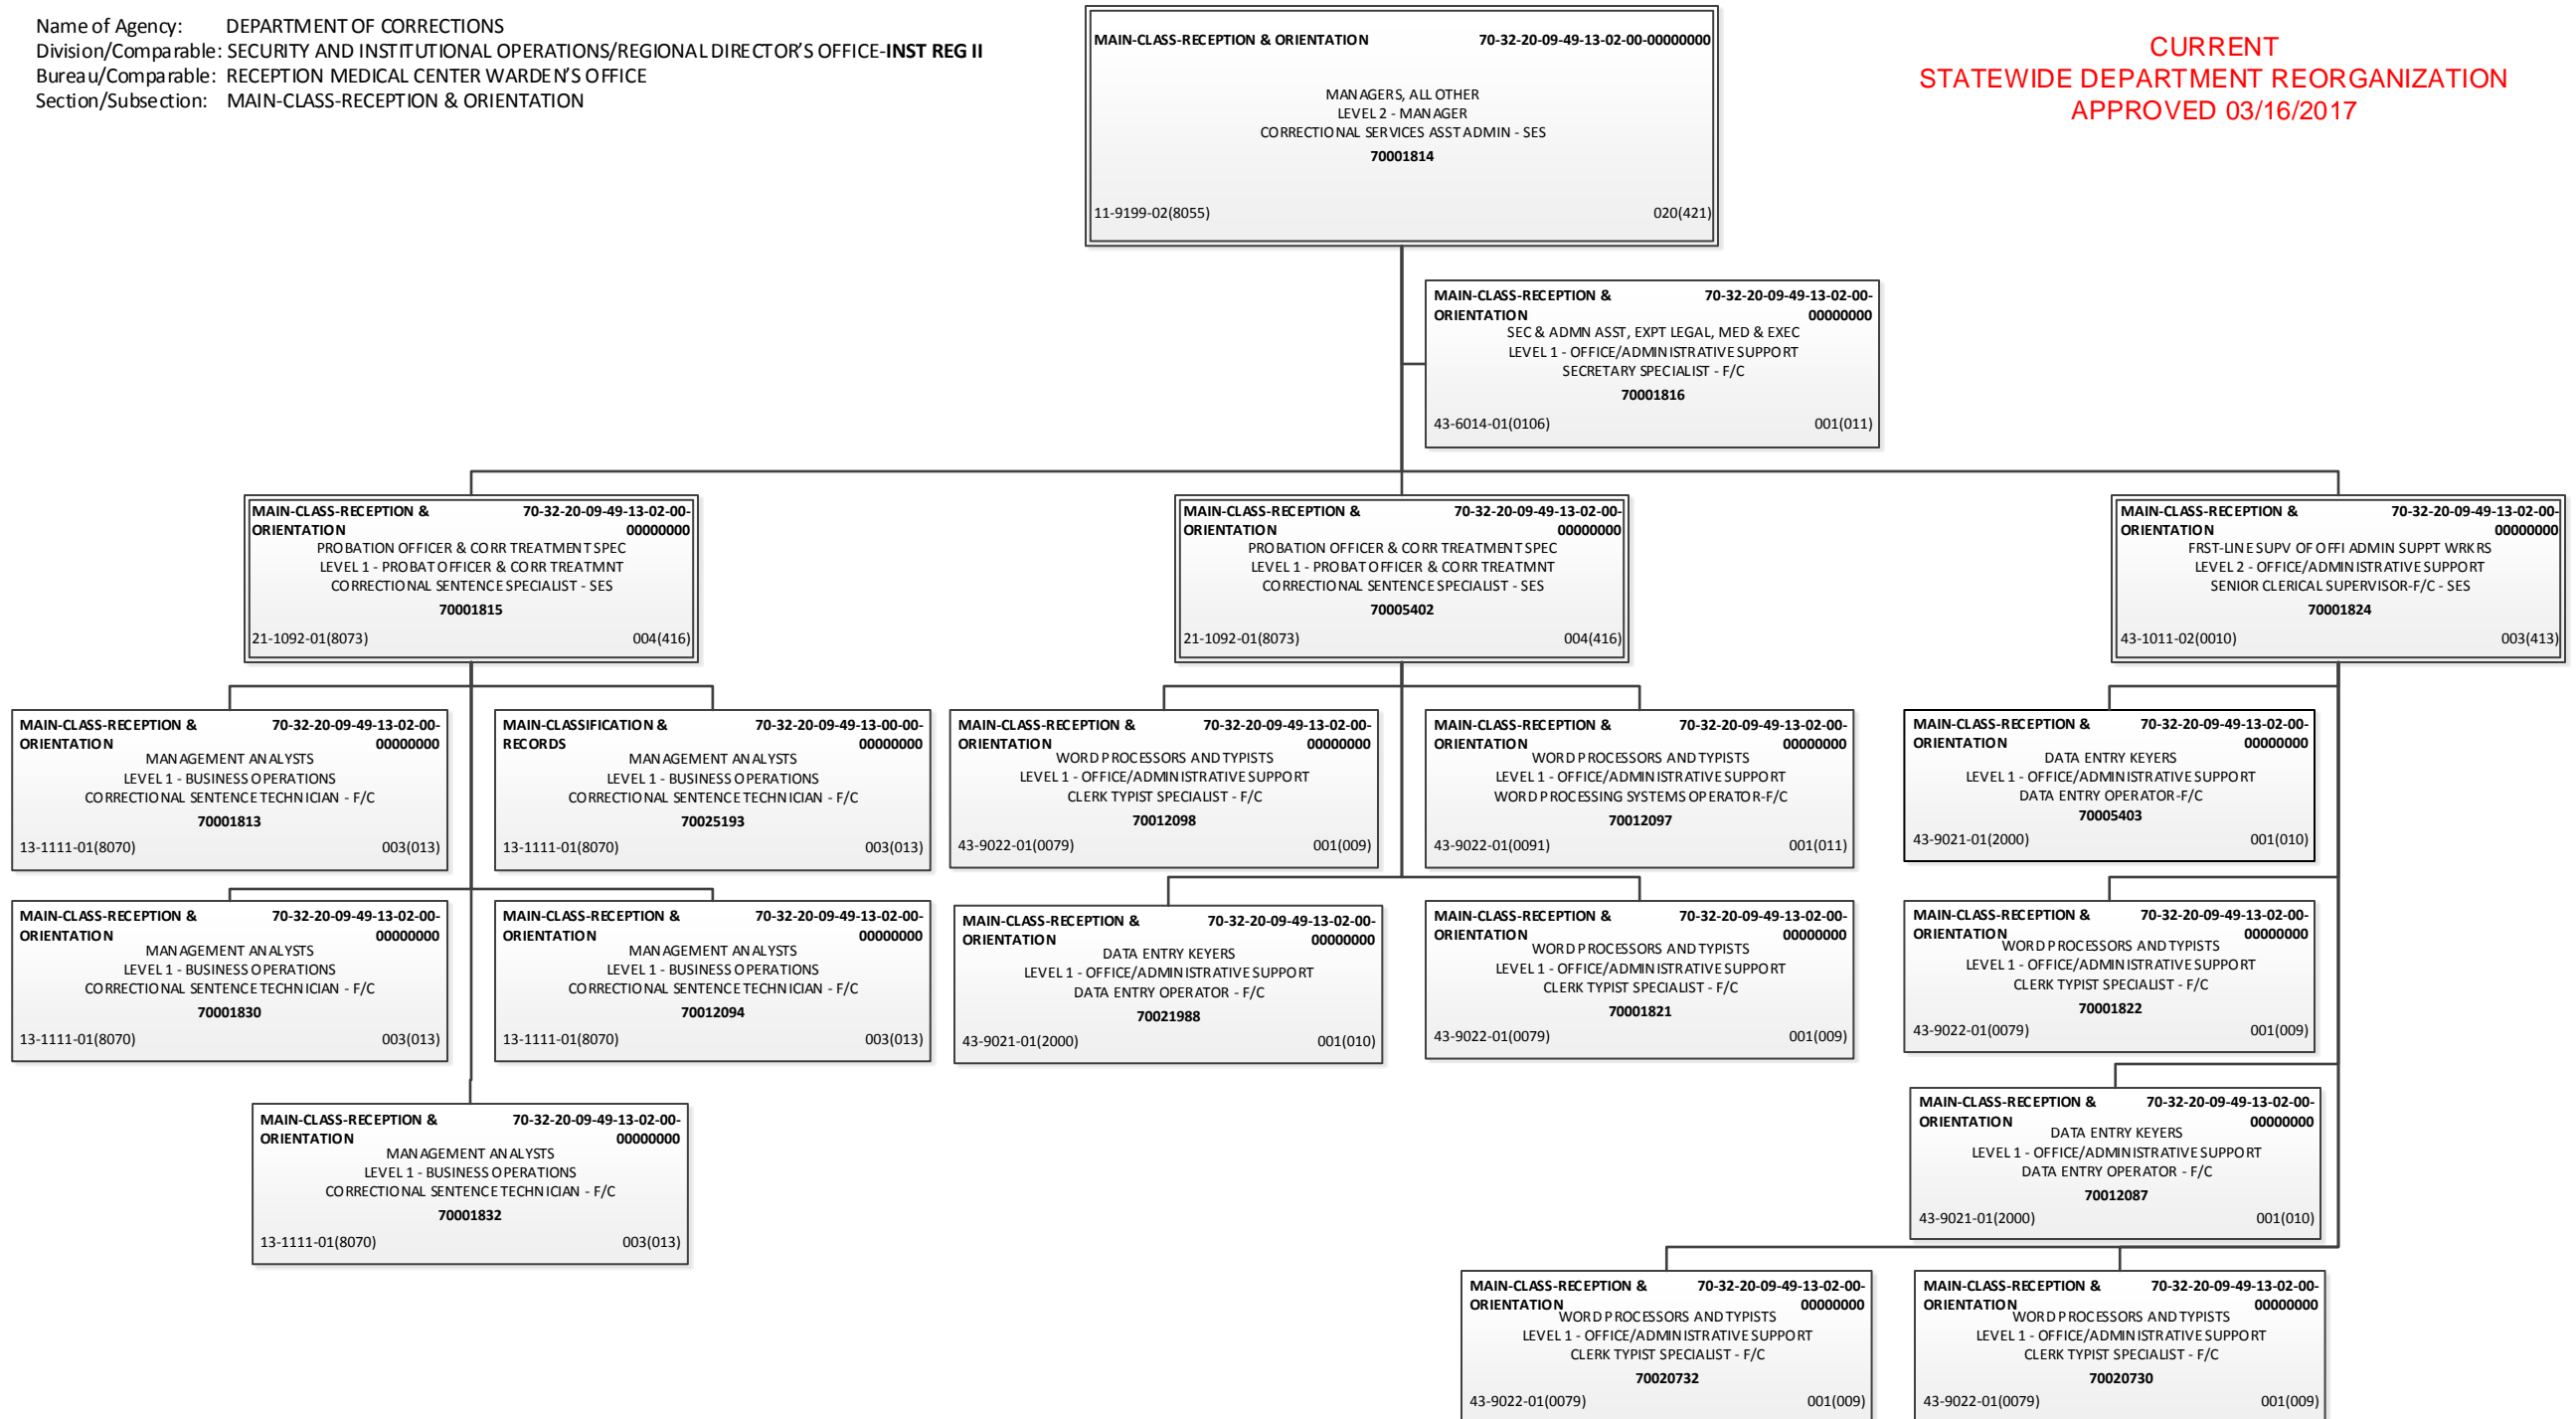 Name of Agency: DEPARTMENT OF CORRECTIONS
Division/Comparable: SECURITY AND INSTITUTIONAL OPERATIONS/REGIONAL DIRECTOR'S OFFICE-INST REG II
Bureau/Comparable: RECEPTION MEDICAL CENTER WARDEN'S OFFICE
Section/Subsection: MAIN-CLASS-RECEPTION & ORIENTATION
CURRENT
STATEWIDE DEPARTMENT REORGANIZATION
APPROVED 03/16/2017
MAIN-CLASS-RECEPTION & ORIENTATION 70-32-20-09-49-13-02-00-00000000
MANAGERS, ALL OTHER
LEVEL 2 - MANAGER
CORRECTIONAL SERVICES ASST ADMIN - SES
70001814
11-9199-02(8055) 020(421)
MAIN-CLASS-RECEPTION & 70-32-20-09-49-13-02-00-
ORIENTATION 00000000
SEC & ADMN ASST, EXPT LEGAL, MED & EXEC
LEVEL 1 - OFFICE/ADMINISTRATIVE SUPPORT
SECRETARY SPECIALIST - F/C
70001816
43-6014-01(0106) 001(011)
MAIN-CLASS-RECEPTION & 70-32-20-09-49-13-02-00-
ORIENTATION 00000000
PROBATION OFFICER & CORR TREATMENT SPEC
LEVEL 1 - PROBAT OFFICER & CORR TREATMNT
CORRECTIONAL SENTENCE SPECIALIST - SES
70001815
21-1092-01(8073) 004(416)
MAIN-CLASS-RECEPTION & 70-32-20-09-49-13-02-00-
ORIENTATION 00000000
PROBATION OFFICER & CORR TREATMENT SPEC
LEVEL 1 - PROBAT OFFICER & CORR TREATMNT
CORRECTIONAL SENTENCE SPECIALIST - SES
70005402
21-1092-01(8073) 004(416)
MAIN-CLASS-RECEPTION & 70-32-20-09-49-13-02-00-
ORIENTATION 00000000
FRST-LINE SUPV OF OFFI ADMIN SUPPT WRKRS
LEVEL 2 - OFFICE/ADMINISTRATIVE SUPPORT
SENIOR CLERICAL SUPERVISOR-F/C - SES
70001824
43-1011-02(0010) 003(413)
MAIN-CLASS-RECEPTION & 70-32-20-09-49-13-02-00-
ORIENTATION 00000000
MANAGEMENT ANALYSTS
LEVEL 1 - BUSINESS OPERATIONS
CORRECTIONAL SENTENCE TECHNICIAN - F/C
70001813
13-1111-01(8070) 003(013)
MAIN-CLASSIFICATION & 70-32-20-09-49-13-00-00-
RECORDS 00000000
MANAGEMENT ANALYSTS
LEVEL 1 - BUSINESS OPERATIONS
CORRECTIONAL SENTENCE TECHNICIAN - F/C
70025193
13-1111-01(8070) 003(013)
MAIN-CLASS-RECEPTION & 70-32-20-09-49-13-02-00-
ORIENTATION 00000000
WORD PROCESSORS AND TYPISTS
LEVEL 1 - OFFICE/ADMINISTRATIVE SUPPORT
CLERK TYPIST SPECIALIST - F/C
70012098
43-9022-01(0079) 001(009)
MAIN-CLASS-RECEPTION & 70-32-20-09-49-13-02-00-
ORIENTATION 00000000
WORD PROCESSORS AND TYPISTS
LEVEL 1 - OFFICE/ADMINISTRATIVE SUPPORT
WORD PROCESSING SYSTEMS OPERATOR-F/C
70012097
43-9022-01(0091) 001(011)
MAIN-CLASS-RECEPTION & 70-32-20-09-49-13-02-00-
ORIENTATION 00000000
DATA ENTRY KEYERS
LEVEL 1 - OFFICE/ADMINISTRATIVE SUPPORT
DATA ENTRY OPERATOR-F/C
70005403
43-9021-01(2000) 001(010)
MAIN-CLASS-RECEPTION & 70-32-20-09-49-13-02-00-
ORIENTATION 00000000
MANAGEMENT ANALYSTS
LEVEL 1 - BUSINESS OPERATIONS
CORRECTIONAL SENTENCE TECHNICIAN - F/C
70001830
13-1111-01(8070) 003(013)
MAIN-CLASS-RECEPTION & 70-32-20-09-49-13-02-00-
ORIENTATION 00000000
MANAGEMENT ANALYSTS
LEVEL 1 - BUSINESS OPERATIONS
CORRECTIONAL SENTENCE TECHNICIAN - F/C
70012094
13-1111-01(8070) 003(013)
MAIN-CLASS-RECEPTION & 70-32-20-09-49-13-02-00-
ORIENTATION 00000000
DATA ENTRY KEYERS
LEVEL 1 - OFFICE/ADMINISTRATIVE SUPPORT
DATA ENTRY OPERATOR - F/C
70021988
43-9021-01(2000) 001(010)
MAIN-CLASS-RECEPTION & 70-32-20-09-49-13-02-00-
ORIENTATION 00000000
WORD PROCESSORS AND TYPISTS
LEVEL 1 - OFFICE/ADMINISTRATIVE SUPPORT
CLERK TYPIST SPECIALIST - F/C
70001821
43-9022-01(0079) 001(009)
MAIN-CLASS-RECEPTION & 70-32-20-09-49-13-02-00-
ORIENTATION 00000000
WORD PROCESSORS AND TYPISTS
LEVEL 1 - OFFICE/ADMINISTRATIVE SUPPORT
CLERK TYPIST SPECIALIST - F/C
70001822
43-9022-01(0079) 001(009)
MAIN-CLASS-RECEPTION & 70-32-20-09-49-13-02-00-
ORIENTATION 00000000
MANAGEMENT ANALYSTS
LEVEL 1 - BUSINESS OPERATIONS
CORRECTIONAL SENTENCE TECHNICIAN - F/C
70001832
13-1111-01(8070) 003(013)
MAIN-CLASS-RECEPTION & 70-32-20-09-49-13-02-00-
ORIENTATION 00000000
DATA ENTRY KEYERS
LEVEL 1 - OFFICE/ADMINISTRATIVE SUPPORT
DATA ENTRY OPERATOR - F/C
70012087
43-9021-01(2000) 001(010)
MAIN-CLASS-RECEPTION & 70-32-20-09-49-13-02-00-
ORIENTATION 00000000
WORD PROCESSORS AND TYPISTS
LEVEL 1 - OFFICE/ADMINISTRATIVE SUPPORT
CLERK TYPIST SPECIALIST - F/C
70020732
43-9022-01(0079) 001(009)
MAIN-CLASS-RECEPTION & 70-32-20-09-49-13-02-00-
ORIENTATION 00000000
WORD PROCESSORS AND TYPISTS
LEVEL 1 - OFFICE/ADMINISTRATIVE SUPPORT
CLERK TYPIST SPECIALIST - F/C
70020730
43-9022-01(0079) 001(009)